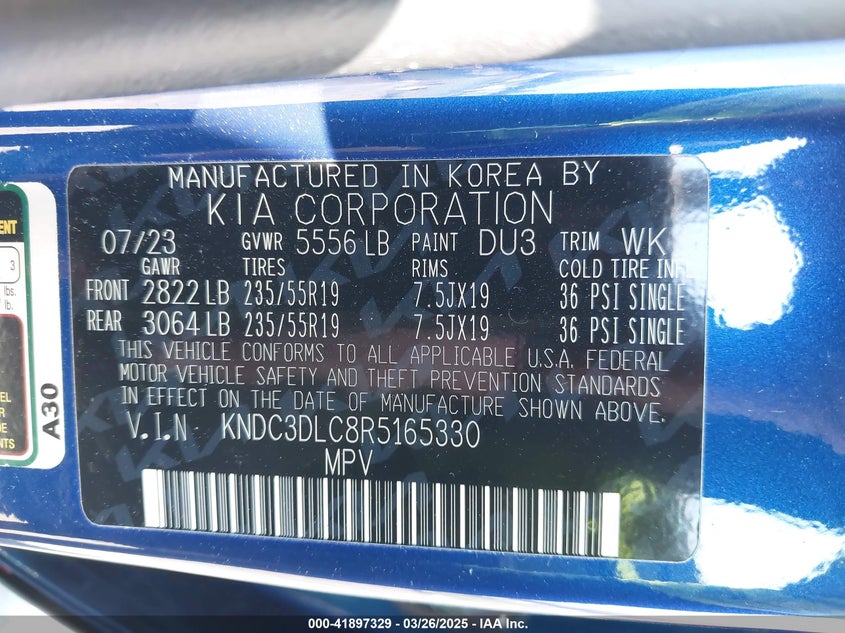 MANUFACTURED IN KOREA BY
KIA CORPORATION
07/23 GVWR 5556 LB PAINT DU3 TRIM WK
GAWR TIRES RIMS COLD TIRE INF
FRONT 2822 LB 235/55R19 7.5JX19 36 PSI SINGLE
REAR 3064 LB 235/55R19 7.5JX19 36 PSI SINGLE
THIS VEHICLE CONFORMS TO ALL APPLICABLE U.S.A. FEDERAL
MOTOR VEHICLE SAFETY AND THEFT PREVENTION STANDARDS
IN EFFECT ON THE DATE OF MANUFACTURE SHOWN ABOVE.
V.I.N KNDC3DLC8R5165330
MPV
3
lbs.
A30
000-41897329 - 03/26/2025 - IAA Inc.